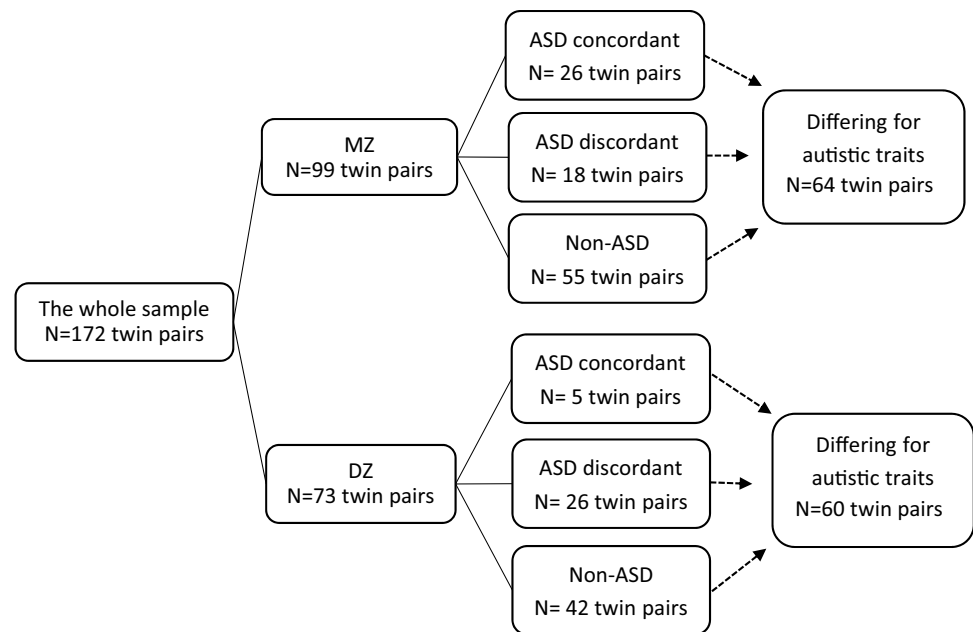 The whole sample
N=172 twin pairs
MZ
N=99 twin pairs
ASD concordant
N= 26 twin pairs
ASD discordant
N= 18 twin pairs
Non-ASD
N= 55 twin pairs
Differing for
autistic traits
N=64 twin pairs
DZ
N=73 twin pairs
ASD concordant
N= 5 twin pairs
ASD discordant
N= 26 twin pairs
Non-ASD
N= 42 twin pairs
Differing for
autistic traits
N=60 twin pairs